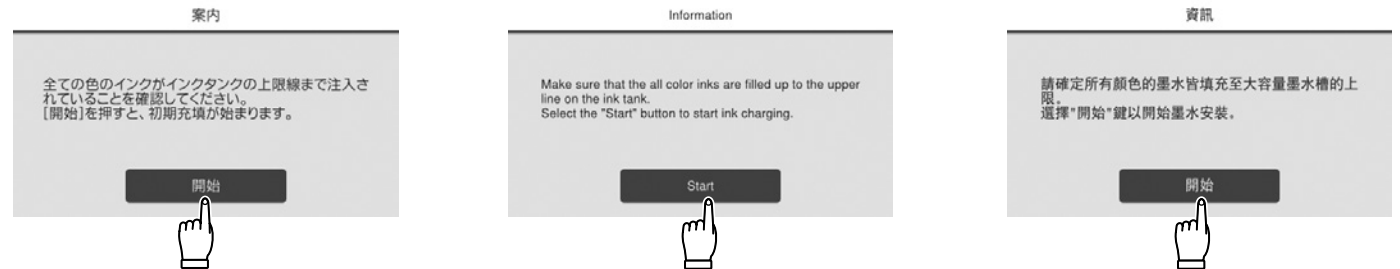 案内
全ての色のインクがインクタンクの上限線まで注入さ
れていることを確認してください。
[開始]を押すと、初期充填が始まります。
開始
Information
Make sure that the all color inks are filled up to the upper
line on the ink tank.
Select the "Start" button to start ink charging.
Start
資訊
請確定所有顏色的墨水皆填充至大容量墨水槽的上
限。
選擇"開始"鍵以開始墨水安裝。
開始